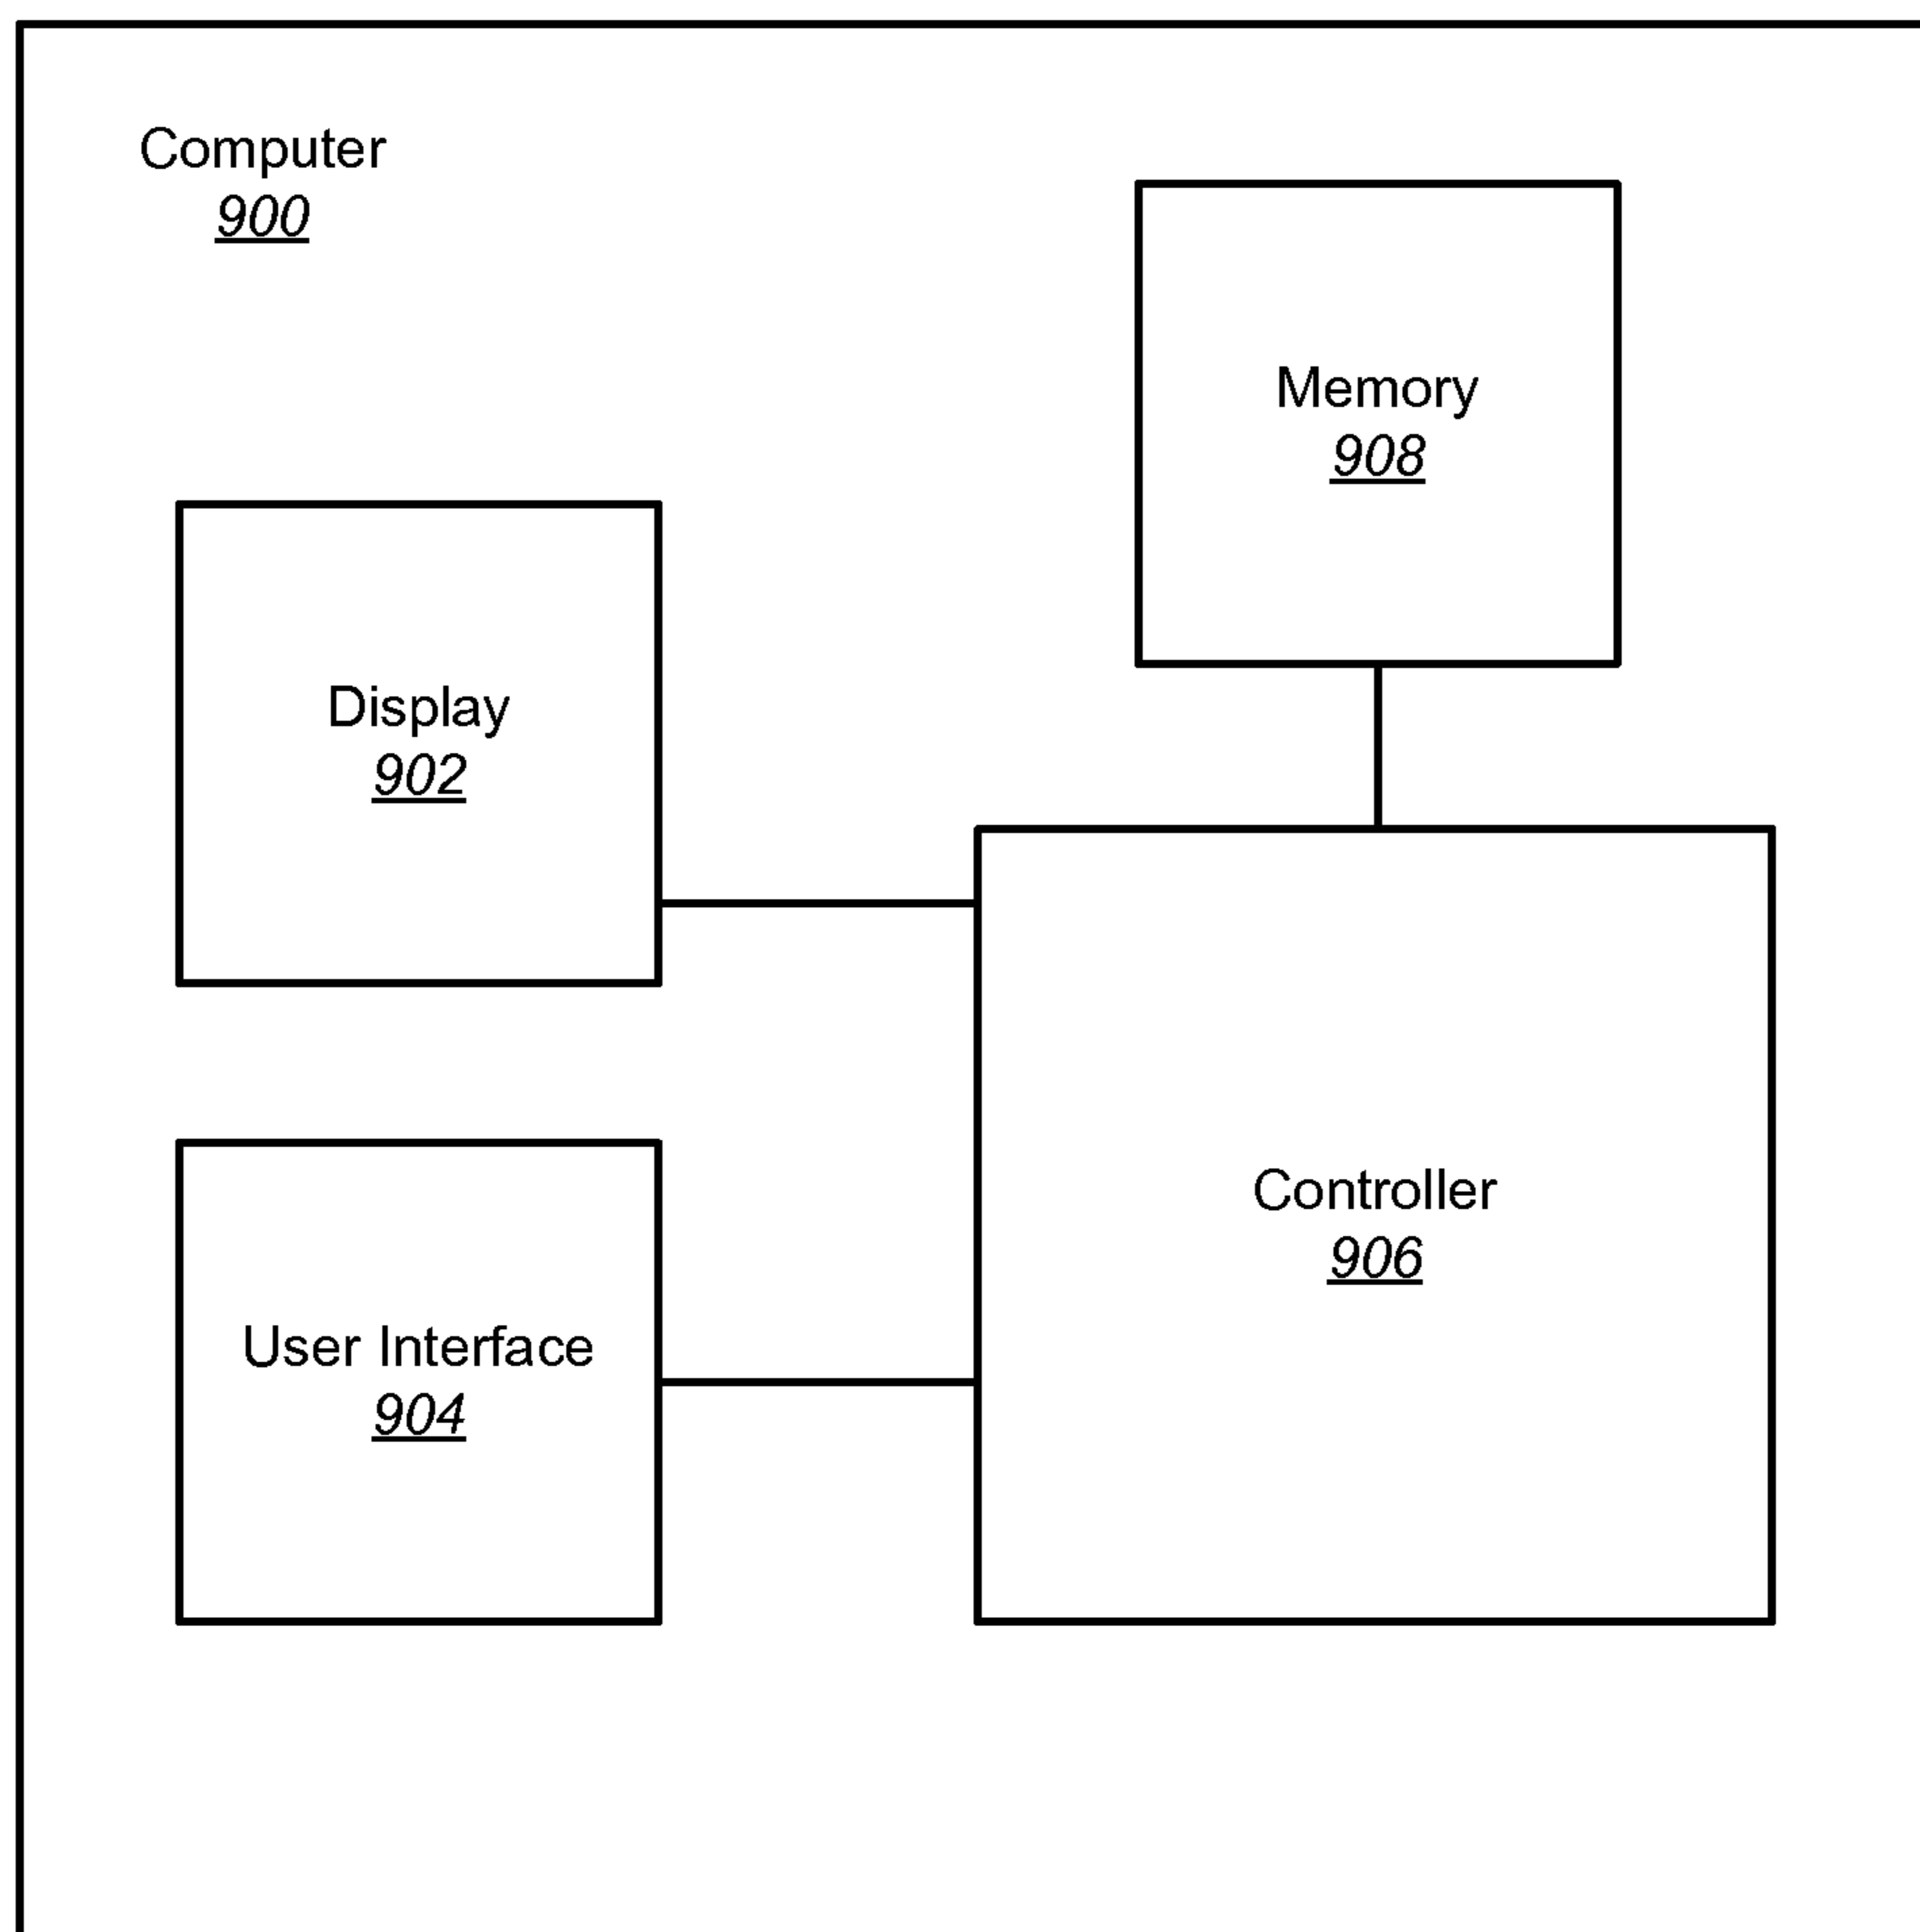 Computer
900
Memory
908
Display
902
Controller
906
User Interface
904